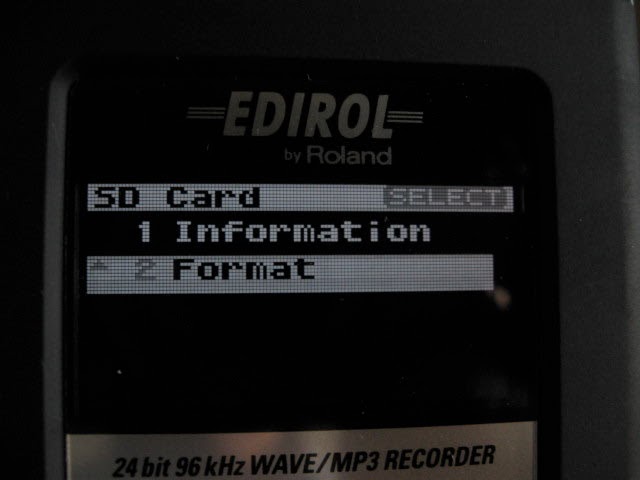 EDIROL
by Roland
SD Card [SELECT]
1 Information
2 Format
24 bit 96 kHz WAVE/MP3 RECORDER